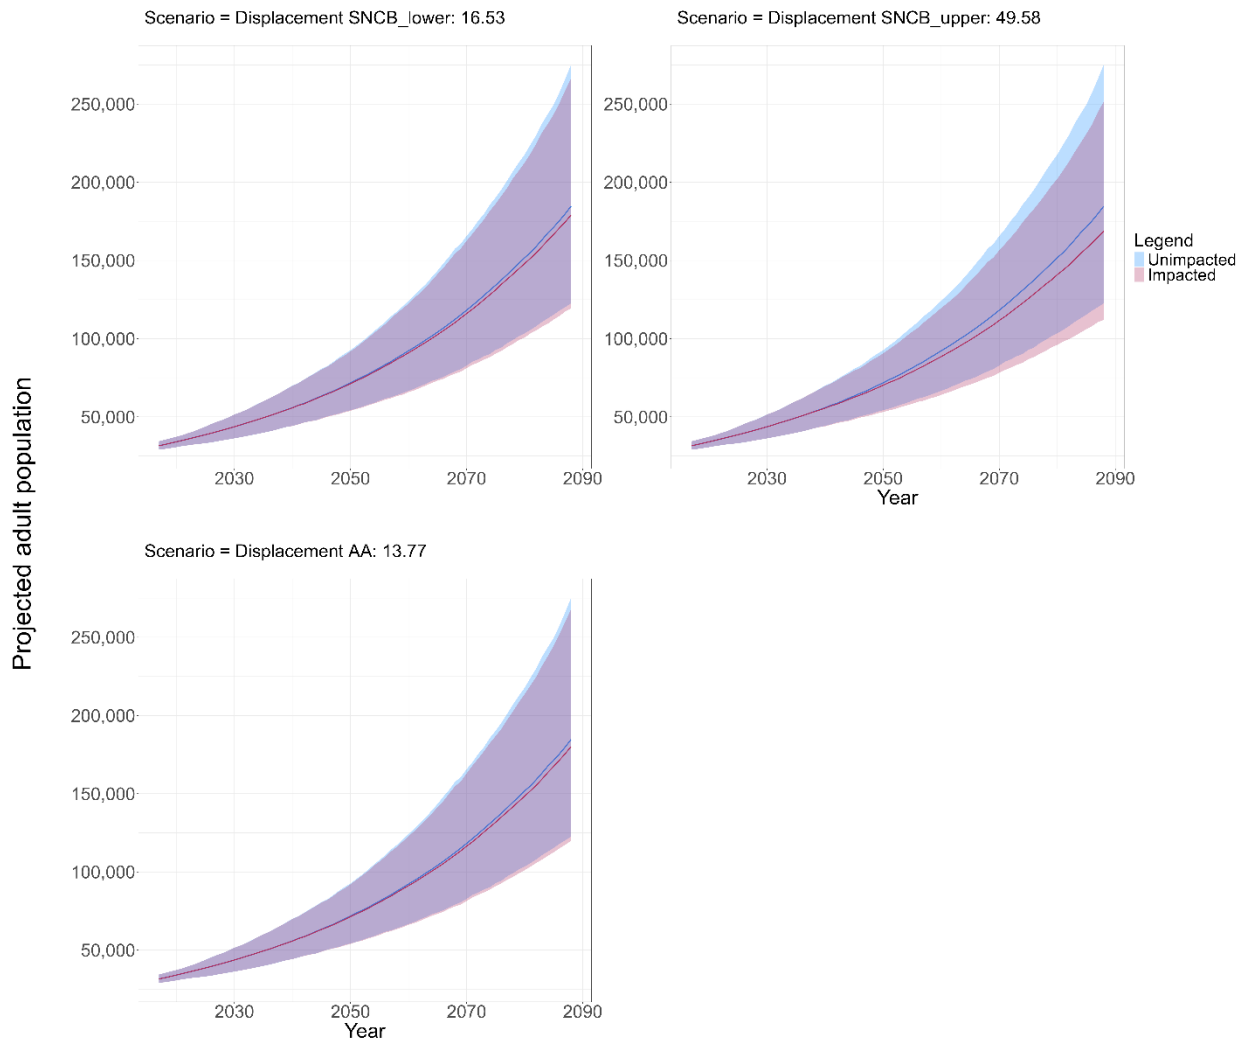 Scenario = Displacement SNCB_lower: 16.53
Scenario = Displacement SNCB_upper: 49.58
Projected adult population
250,000
200,000
150,000
100,000
50,000
2030 2050 2070 2090
250,000
200,000
150,000
100,000
50,000
2030 2050 2070 2090
Year
Legend
Unimpacted
Impacted
Scenario = Displacement AA: 13.77
250,000
200,000
150,000
100,000
50,000
2030 2050 2070 2090
Year